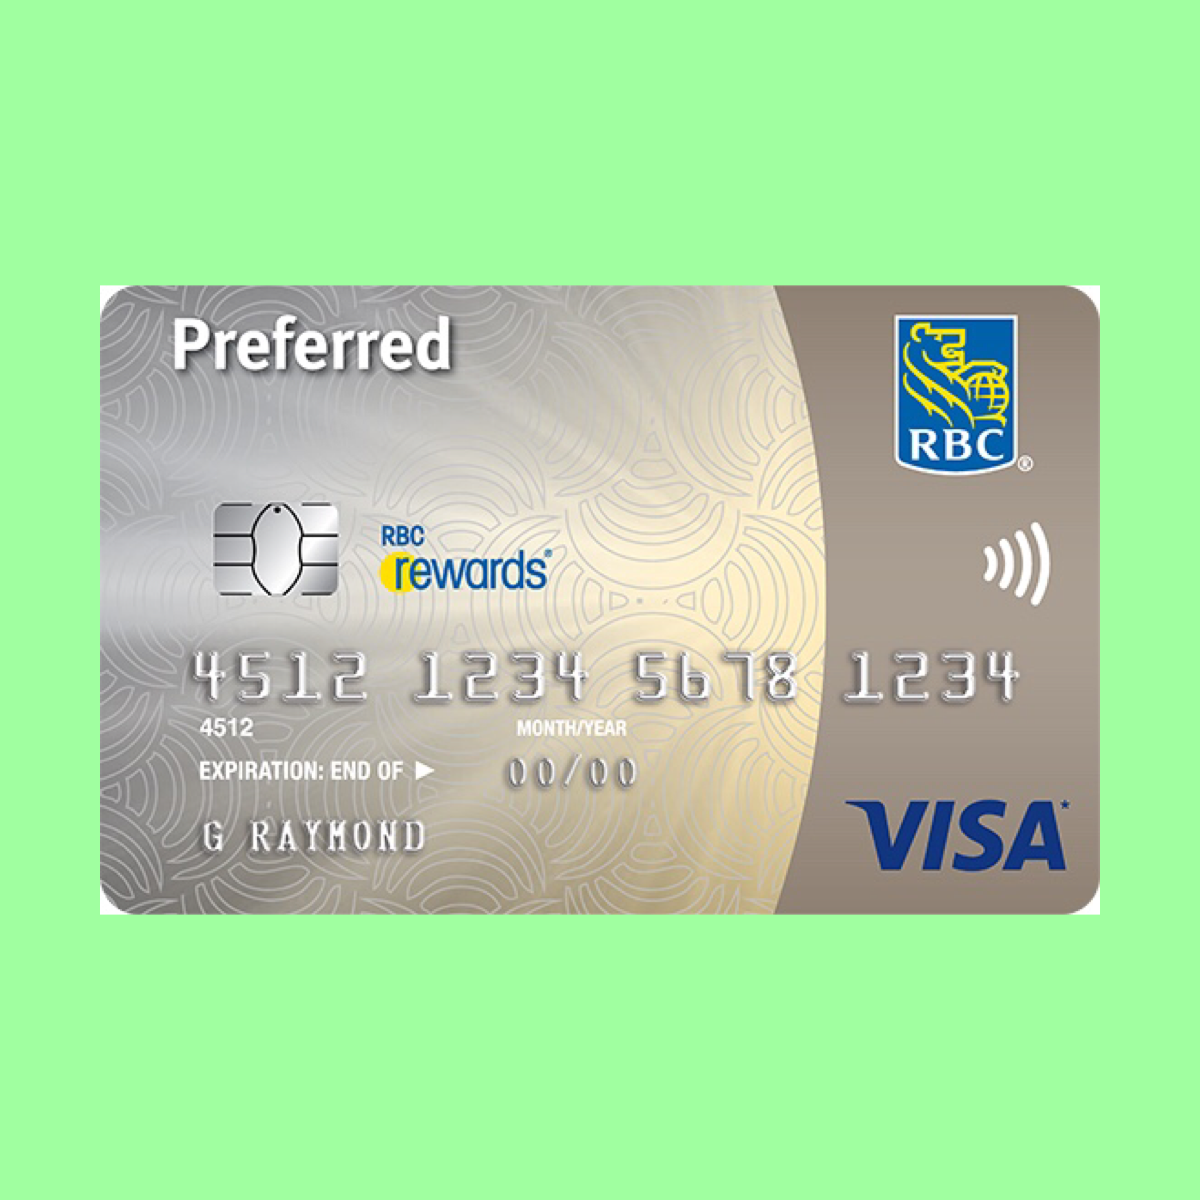 Preferred
RBC®
RBC
rewards®
4512 1234 5678 1234
4512 MONTH/YEAR
EXPIRATION: END OF ▶ 00/00
G RAYMOND
VISA*